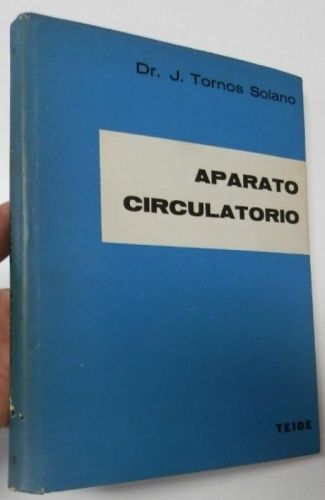 Dr. J. Tornos Solano
APARATO
CIRCULATORIO
TEIDE